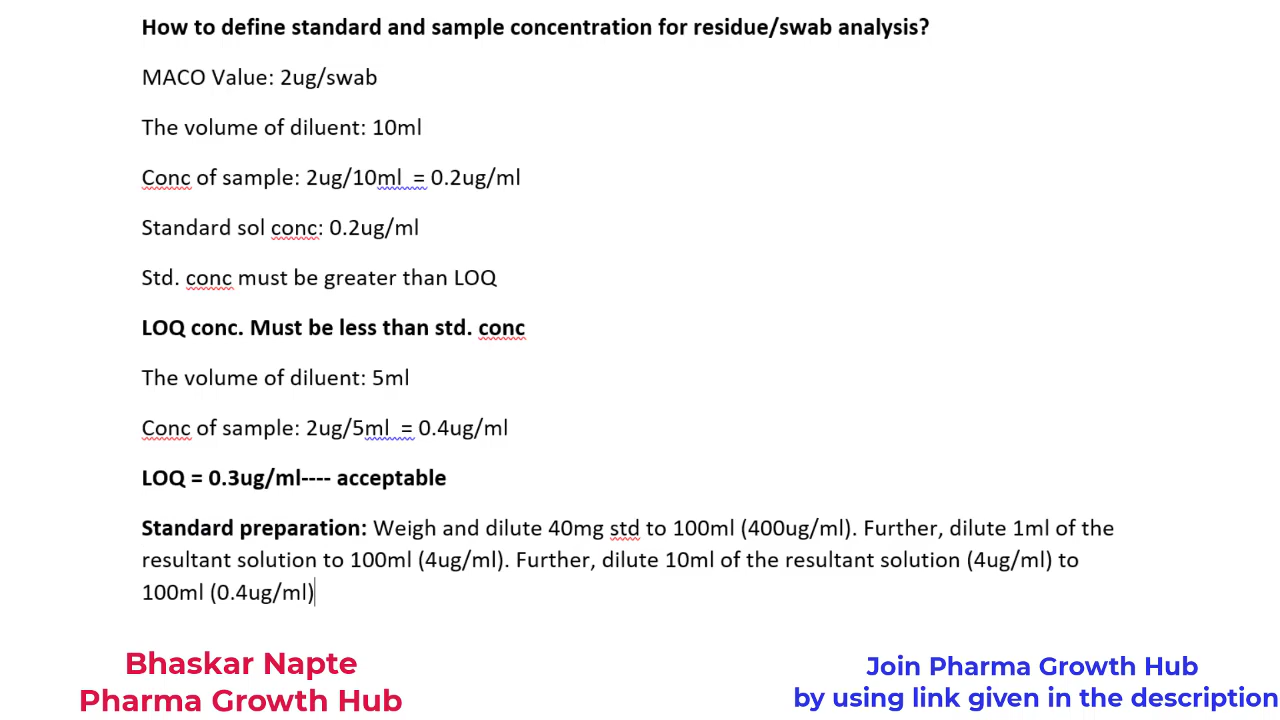 How to define standard and sample concentration for residue/swab analysis?
MACO Value: 2ug/swab
The volume of diluent: 10ml
Conc of sample: 2ug/10ml = 0.2ug/ml
Standard sol conc: 0.2ug/ml
Std. conc must be greater than LOQ
LOQ conc. Must be less than std. conc
The volume of diluent: 5ml
Conc of sample: 2ug/5ml = 0.4ug/ml
LOQ = 0.3ug/ml---- acceptable
Standard preparation: Weigh and dilute 40mg std to 100ml (400ug/ml). Further, dilute 1ml of the
resultant solution to 100ml (4ug/ml). Further, dilute 10ml of the resultant solution (4ug/ml) to
100ml (0.4ug/ml)
Bhaskar Napte
Pharma Growth Hub
Join Pharma Growth Hub
by using link given in the description